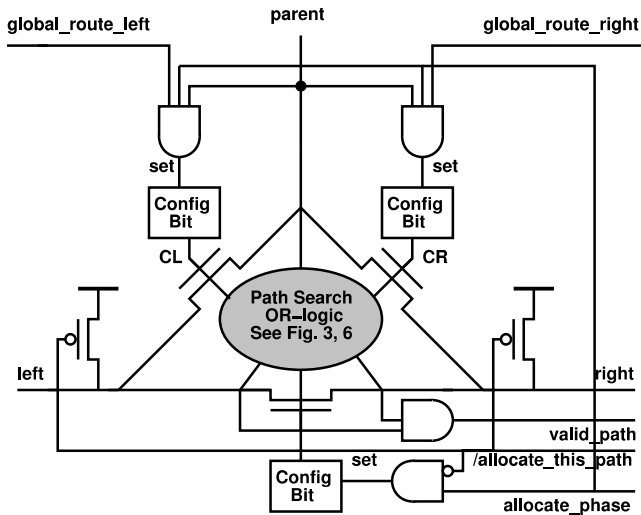 parent
global_route_left
global_route_right
set
set
Config
Bit
Config
Bit
CL
CR
Path Search
OR–logic
See Fig. 3, 6
left
right
valid_path
set
/allocate_this_path
Config
Bit
allocate_phase